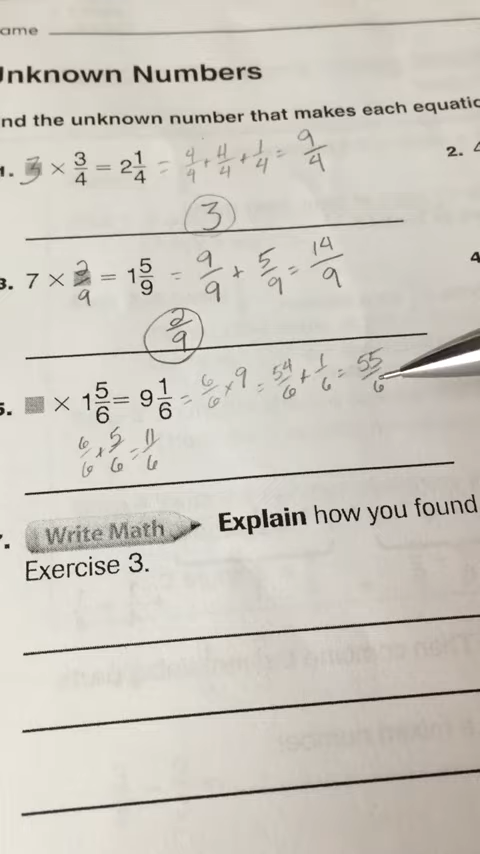 ame
Unknown Numbers
nd the unknown number that makes each equatio
1. 3 × 3/4 = 2 1/4 = 4/4 + 4/4 + 1/4 = 9/4
2.
3
3. 7 × 2/9 = 1 5/9 = 9/9 + 5/9 = 14/9
4
2/9
5. × 1 5/6 = 9 1/6 = 6/6 × 9 = 54/6 + 1/6 = 55/6
6/6 × 5/6 = 11/6
Write Math Explain how you found
Exercise 3.